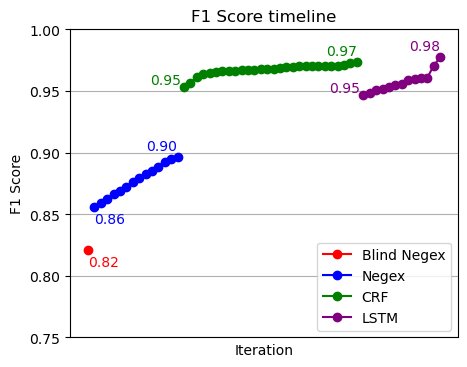 F1 Score timeline
F1 Score
1.00
0.95
0.90
0.85
0.80
0.75
0.82
0.86
0.90
0.95
0.97
0.95
0.98
Blind Negex
Negex
CRF
LSTM
Iteration